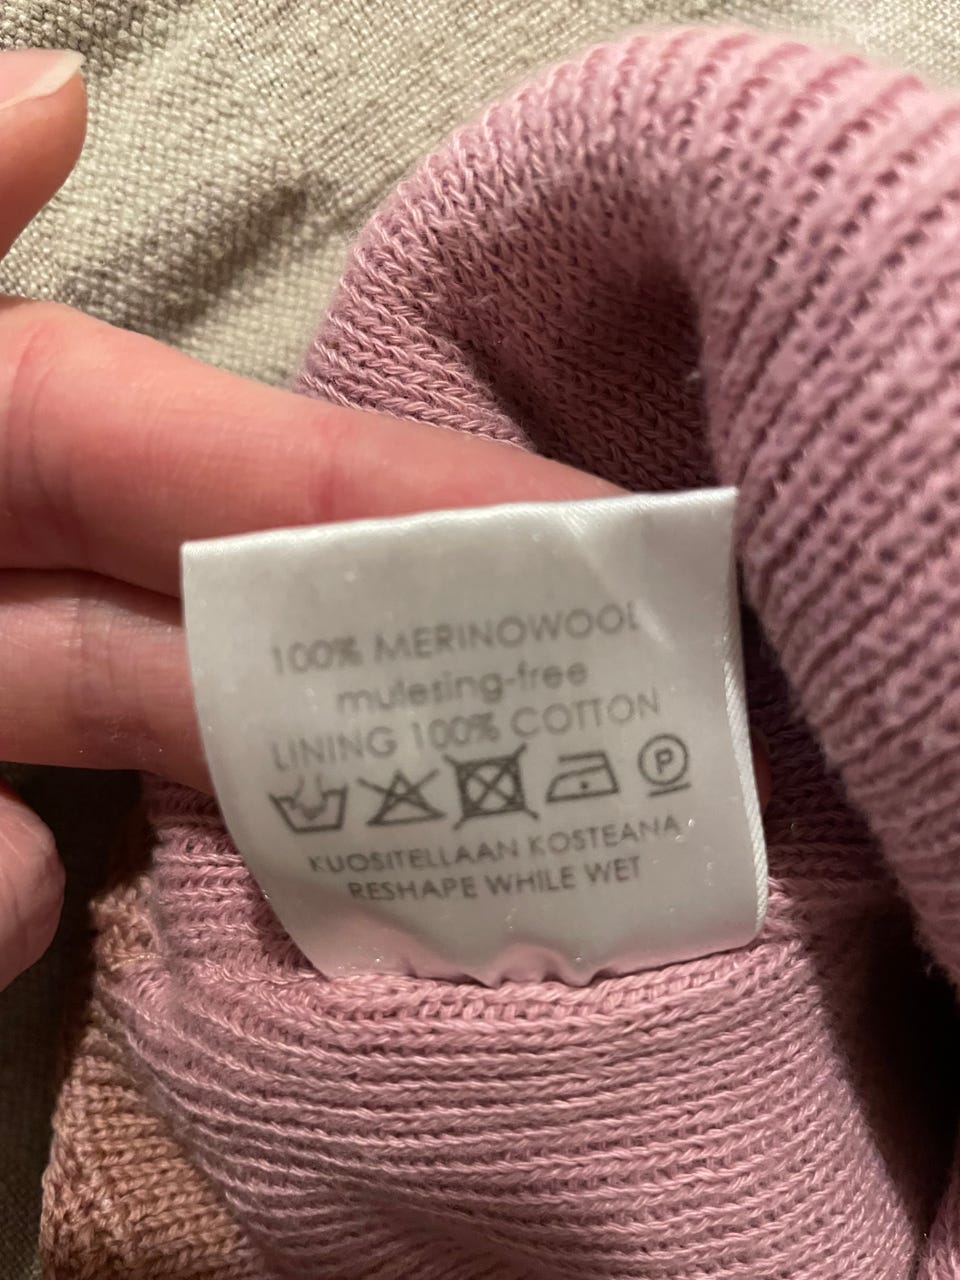 100% MERINOWOOL
mulesing-free
LINING 100% COTTON
P
KUOSITELLAAN KOSTEANA
RESHAPE WHILE WET